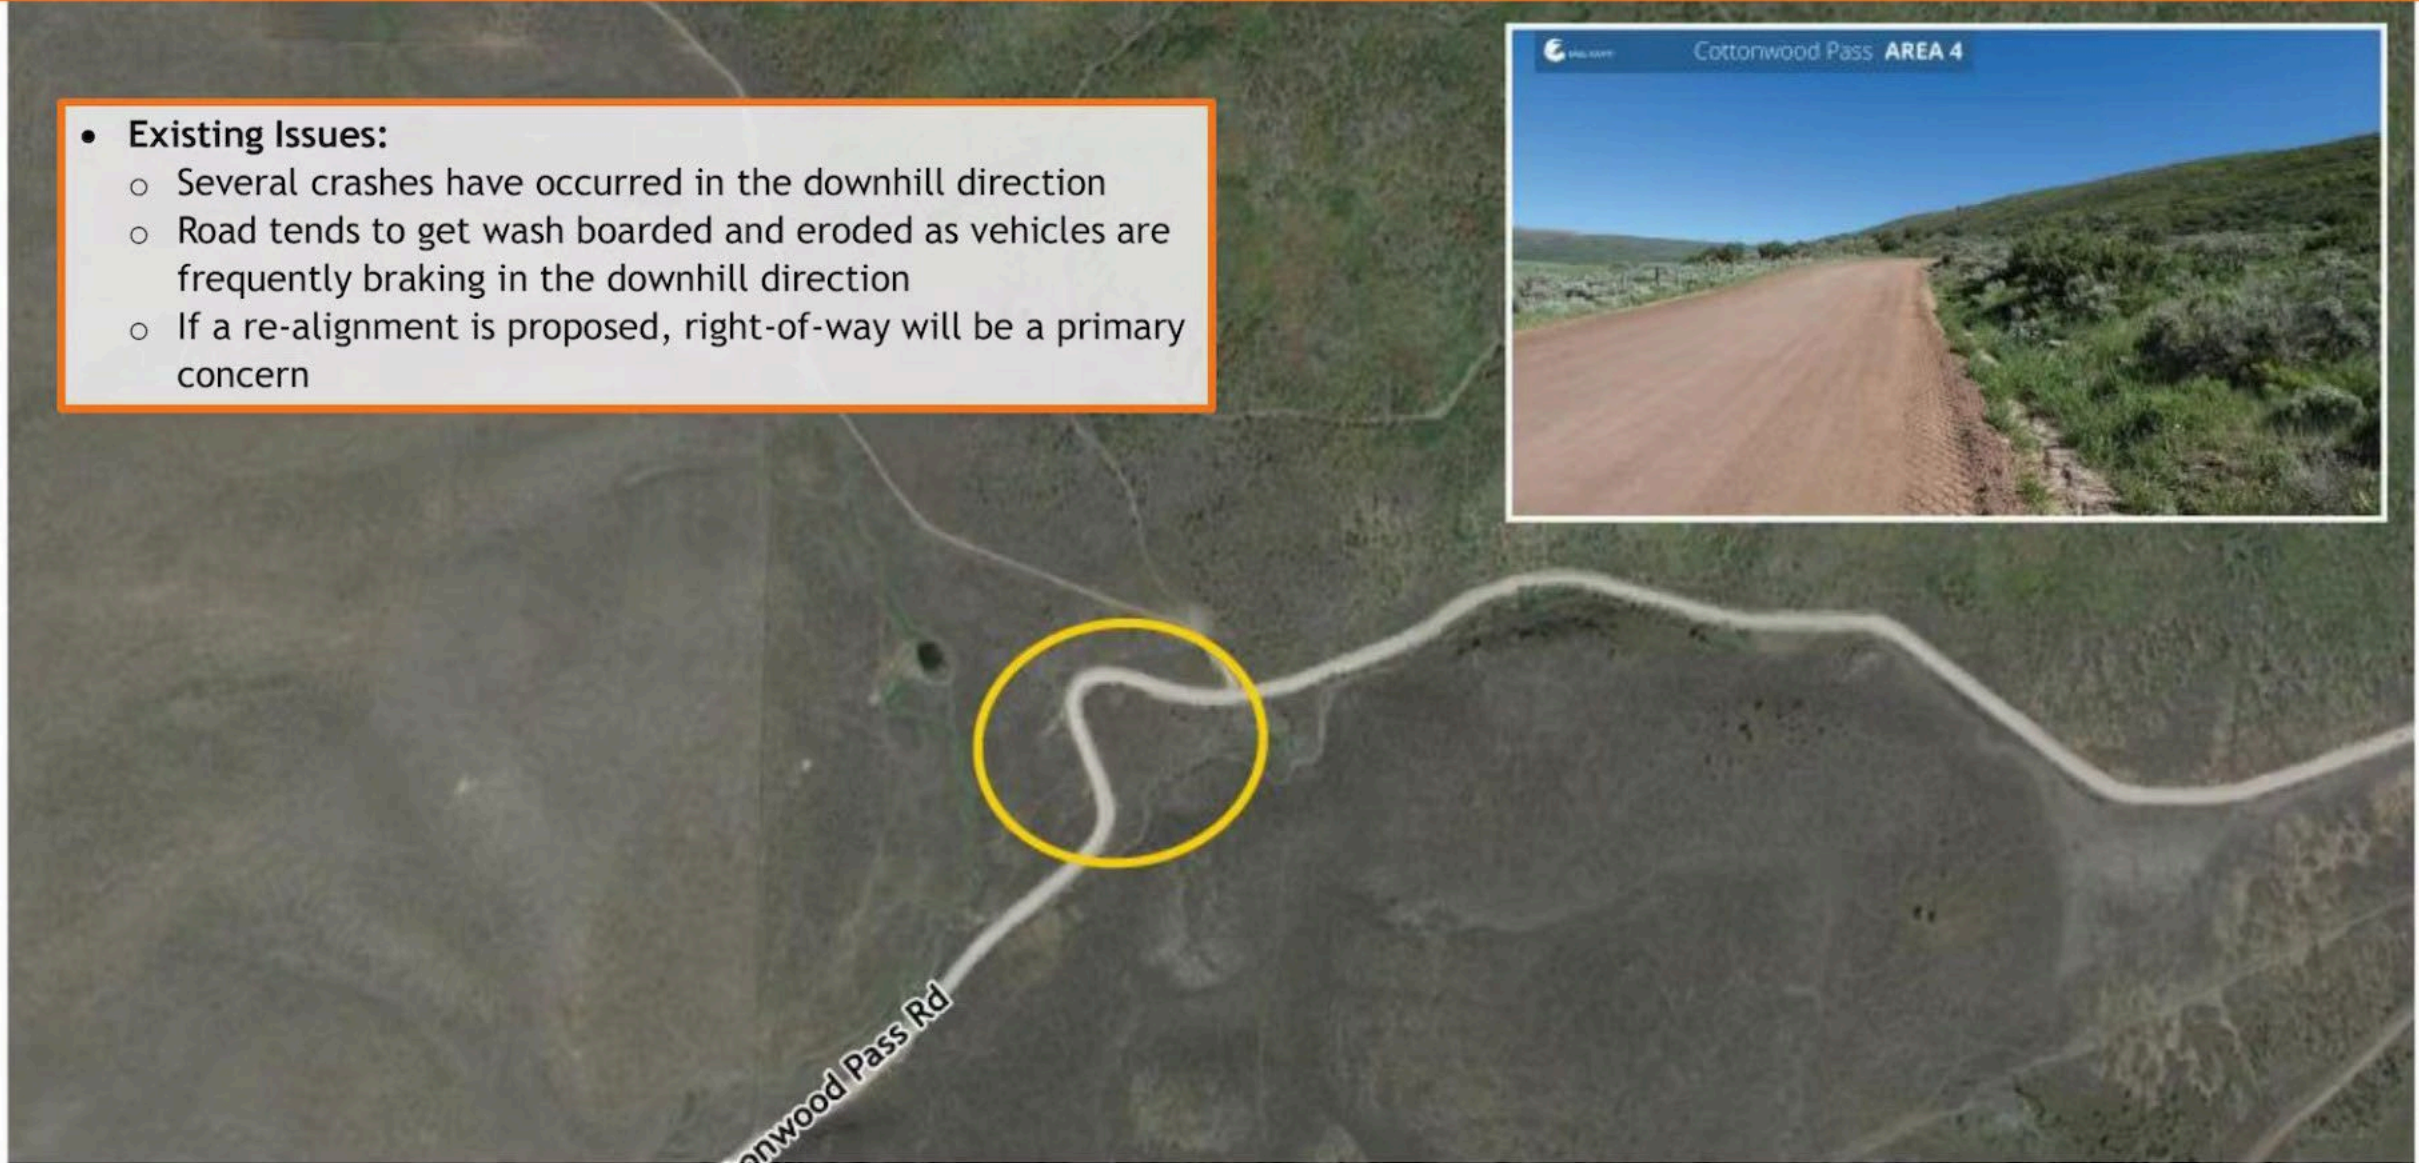 • Existing Issues:
o Several crashes have occurred in the downhill direction
o Road tends to get wash boarded and eroded as vehicles are
frequently braking in the downhill direction
o If a re-alignment is proposed, right-of-way will be a primary
concern
Cottonwood Pass AREA 4
onwood Pass Rd